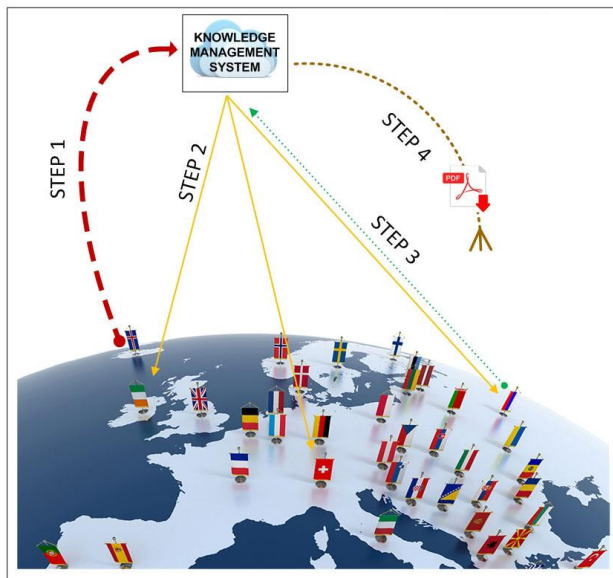 KNOWLEDGE
MANAGEMENT
SYSTEM
STEP 1
STEP 2
STEP 3
STEP 4
PDF